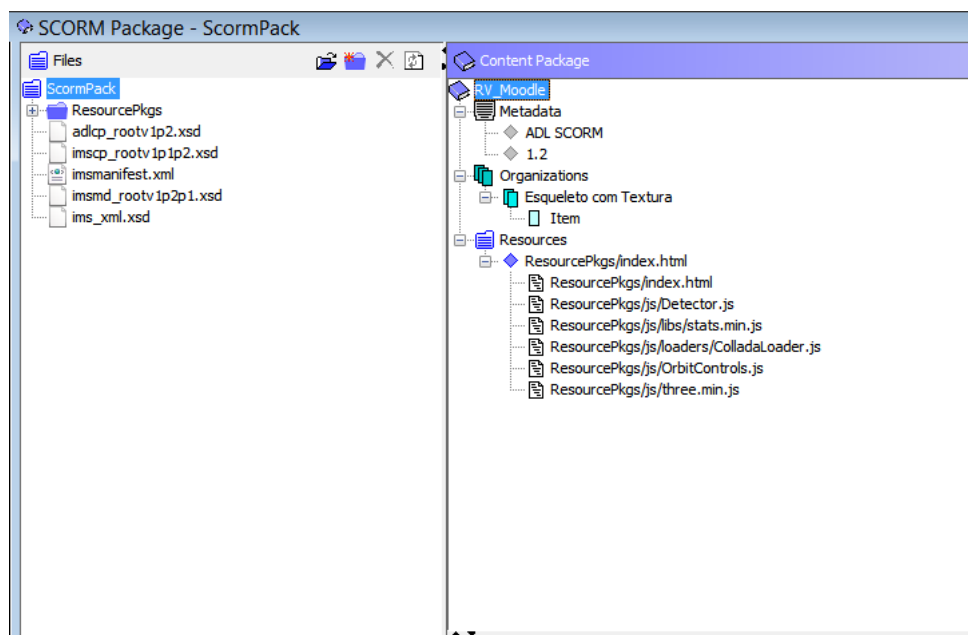 SCORM Package - ScormPack
Files
ScormPack
ResourcePkgs
adlcp_rootv1p2.xsd
imscp_rootv1p1p2.xsd
imsmanifest.xml
imsmd_rootv1p2p1.xsd
ims_xml.xsd
Content Package
RV_Moodle
Metadata
ADL SCORM
1.2
Organizations
Esqueleto com Textura
Item
Resources
ResourcePkgs/index.html
ResourcePkgs/index.html
ResourcePkgs/js/Detector.js
ResourcePkgs/js/libs/stats.min.js
ResourcePkgs/js/loaders/ColladaLoader.js
ResourcePkgs/js/OrbitControls.js
ResourcePkgs/js/three.min.js